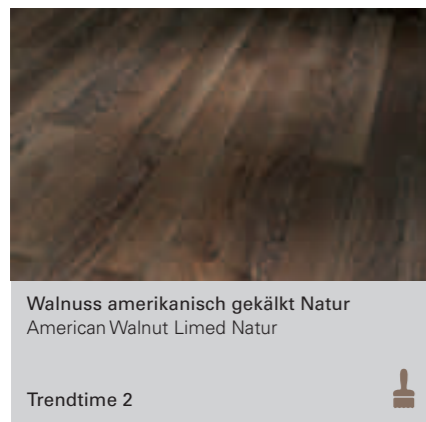 Walnuss amerikanisch gekälkt Natur
American Walnut Limed Natur
Trendtime 2